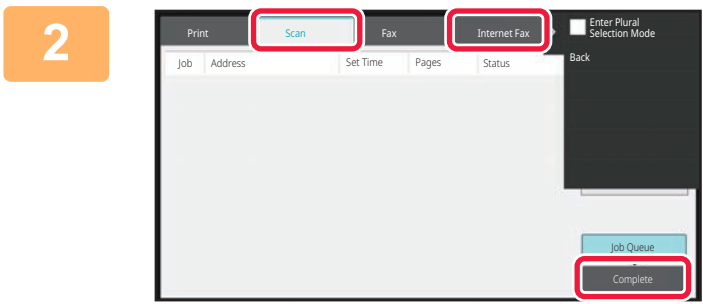 2
Print Scan Fax Internet Fax
Enter Plural
Selection Mode
Back
Job Address Set Time Pages Status
Job Queue
Complete